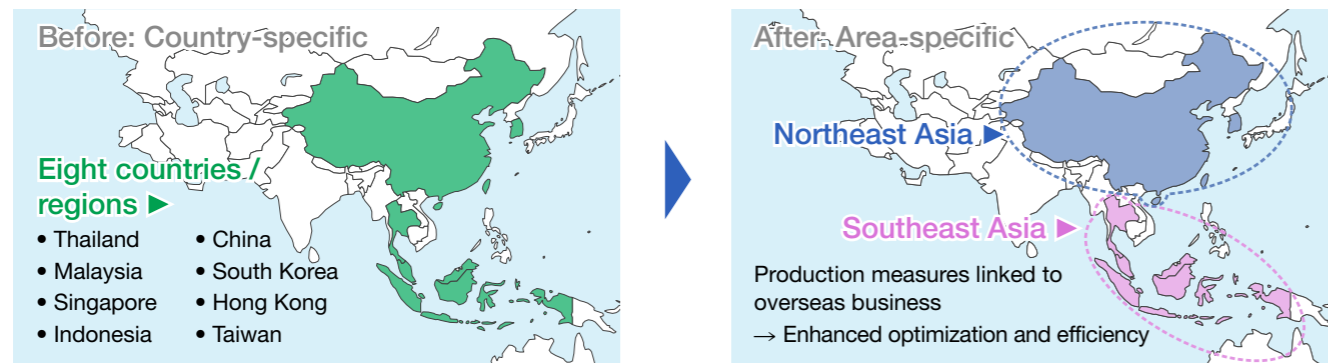 Before: Country-specific
Eight countries /
regions ▶
• Thailand
• Malaysia
• Singapore
• Indonesia
• China
• South Korea
• Hong Kong
• Taiwan
After: Area-specific
Northeast Asia ▶
Southeast Asia ▶
Production measures linked to
overseas business
→ Enhanced optimization and efficiency